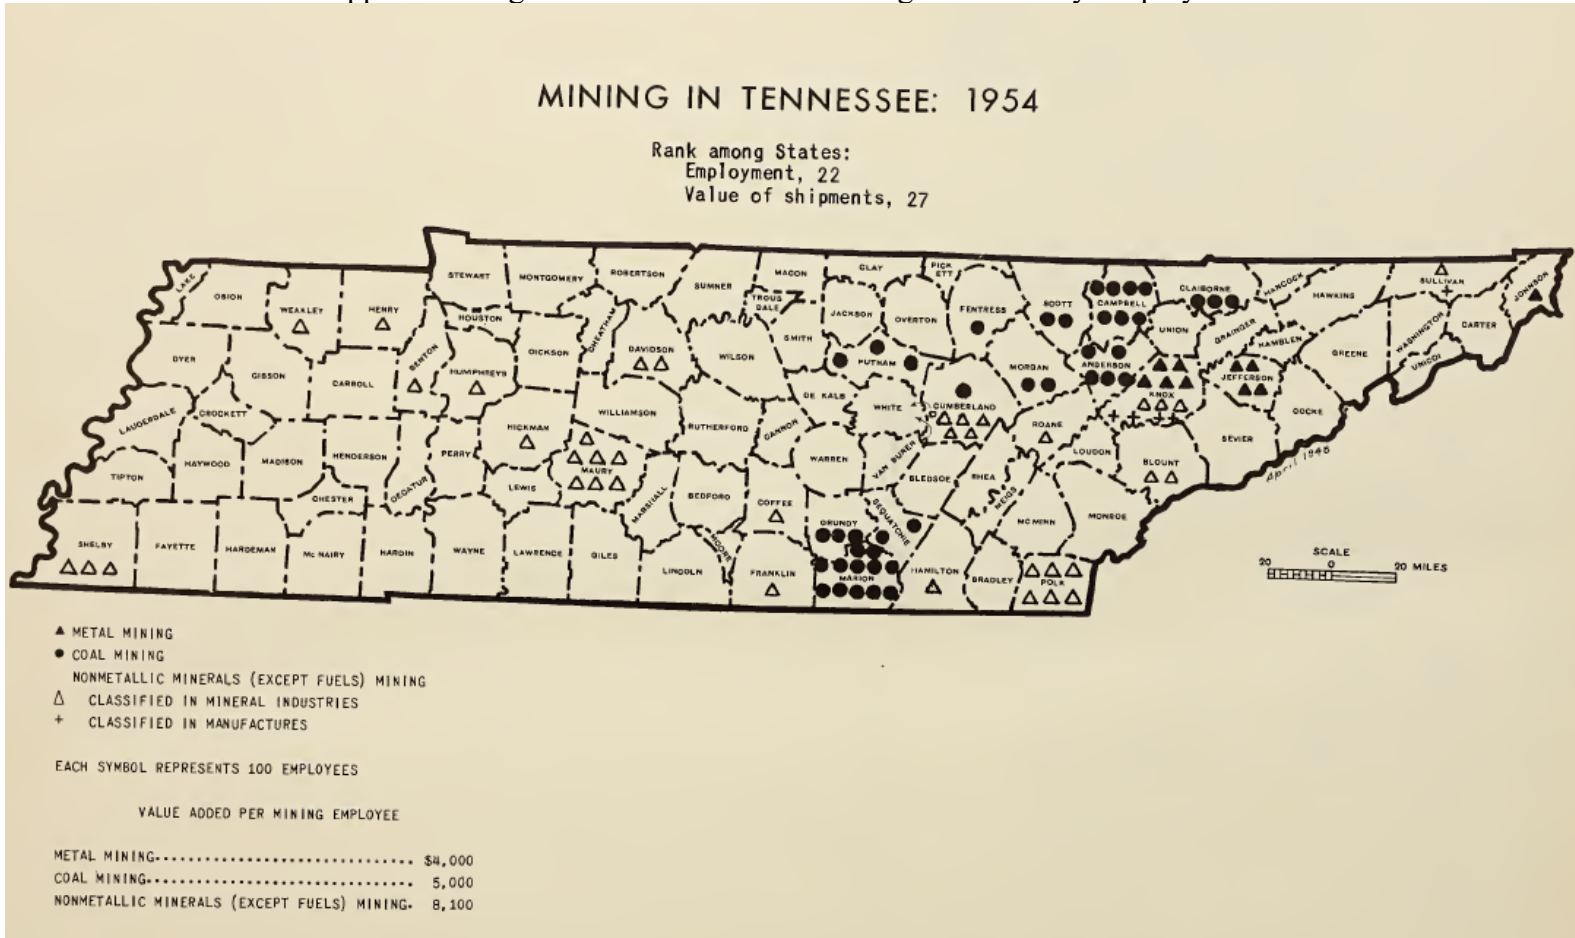 MINING IN TENNESSEE: 1954
Rank among States:
Employment, 22
Value of shipments, 27
LAKE
OBION
WEAKLEY
HENRY
STEWART
MONTGOMERY
ROBERTSON
SUMNER
MACON
TROUSDALE
CLAY
PICKETT
FENTRESS
SCOTT
CAMPBELL
CLAIBORNE
HANCOCK
HAWKINS
SULLIVAN
JOHNSON
DYER
GIBSON
CARROLL
BENTON
HOUSTON
HUMPHREYS
DICKSON
CHEATHAM
DAVIDSON
WILSON
SMITH
JACKSON
OVERTON
PUTNAM
MORGAN
ANDERSON
UNION
GRAINGER
HAMBLEN
GREENE
WASHINGTON
CARTER
UNICOI
LAUDERDALE
CROCKETT
HICKMAN
WILLIAMSON
RUTHERFORD
CANNON
DE KALB
WHITE
CUMBERLAND
ROANE
KNOX
JEFFERSON
COCKE
SEVIER
April 1948
TIPTON
HAYWOOD
MADISON
HENDERSON
CHESTER
DECATUR
PERRY
LEWIS
MAURY
MARSHALL
BEDFORD
COFFEE
WARREN
VAN BUREN
BLEDSOE
RHEA
MEIGS
LOUDON
BLOUNT
MONROE
MC MINN
SHELBY
FAYETTE
HARDEMAN
Mc NAIRY
HARDIN
WAYNE
LAWRENCE
GILES
LINCOLN
MOORE
FRANKLIN
GRUNDY
SEQUATCHIE
MARION
HAMILTON
BRADLEY
POLK
SCALE
20 0 20 MILES
METAL MINING
COAL MINING
NONMETALLIC MINERALS (EXCEPT FUELS) MINING
CLASSIFIED IN MINERAL INDUSTRIES
+ CLASSIFIED IN MANUFACTURES
EACH SYMBOL REPRESENTS 100 EMPLOYEES
VALUE ADDED PER MINING EMPLOYEE
METAL MINING............................... $4,000
COAL MINING................................ 5,000
NONMETALLIC MINERALS (EXCEPT FUELS) MINING. 8,100